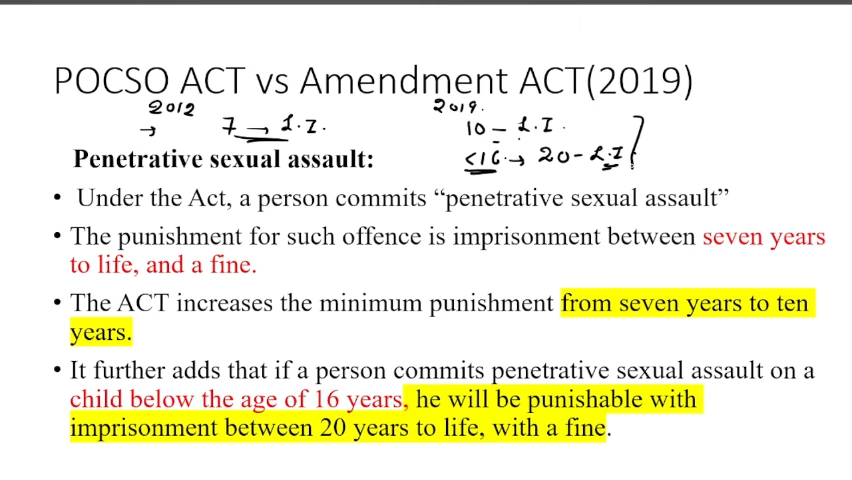 POCSO ACT vs Amendment ACT(2019)
2012 2019.
→ 7 → L.I. 10 – L.I.
Penetrative sexual assault: <16 → 20 – L.I
• Under the Act, a person commits “penetrative sexual assault”
• The punishment for such offence is imprisonment between seven years
to life, and a fine.
• The ACT increases the minimum punishment from seven years to ten
years.
• It further adds that if a person commits penetrative sexual assault on a
child below the age of 16 years, he will be punishable with
imprisonment between 20 years to life, with a fine.